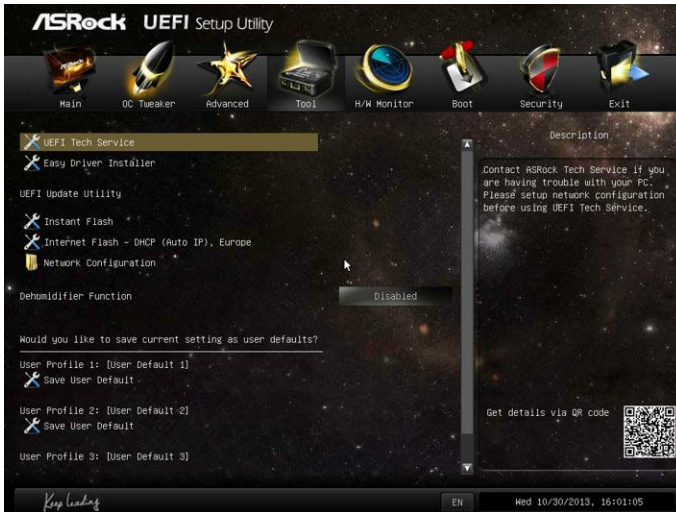 ASRock UEFI Setup Utility
Main OC Tweaker Advanced Tool H/W Monitor Boot Security Exit
UEFI Tech Service
Easy Driver Installer
UEFI Update Utility
Instant Flash
Internet Flash - DHCP (Auto IP), Europe
Network Configuration
Dehumidifier Function Disabled
Would you like to save current setting as user defaults?
User Profile 1: [User Default 1]
Save User Default
User Profile 2: [User Default 2]
Save User Default
User Profile 3: [User Default 3]
Description
Contact ASRock Tech Service if you
are having trouble with your PC.
Please setup network configuration
before using UEFI Tech Service.
Get details via QR code
Keep Leading
EN Wed 10/30/2013, 16:01:05